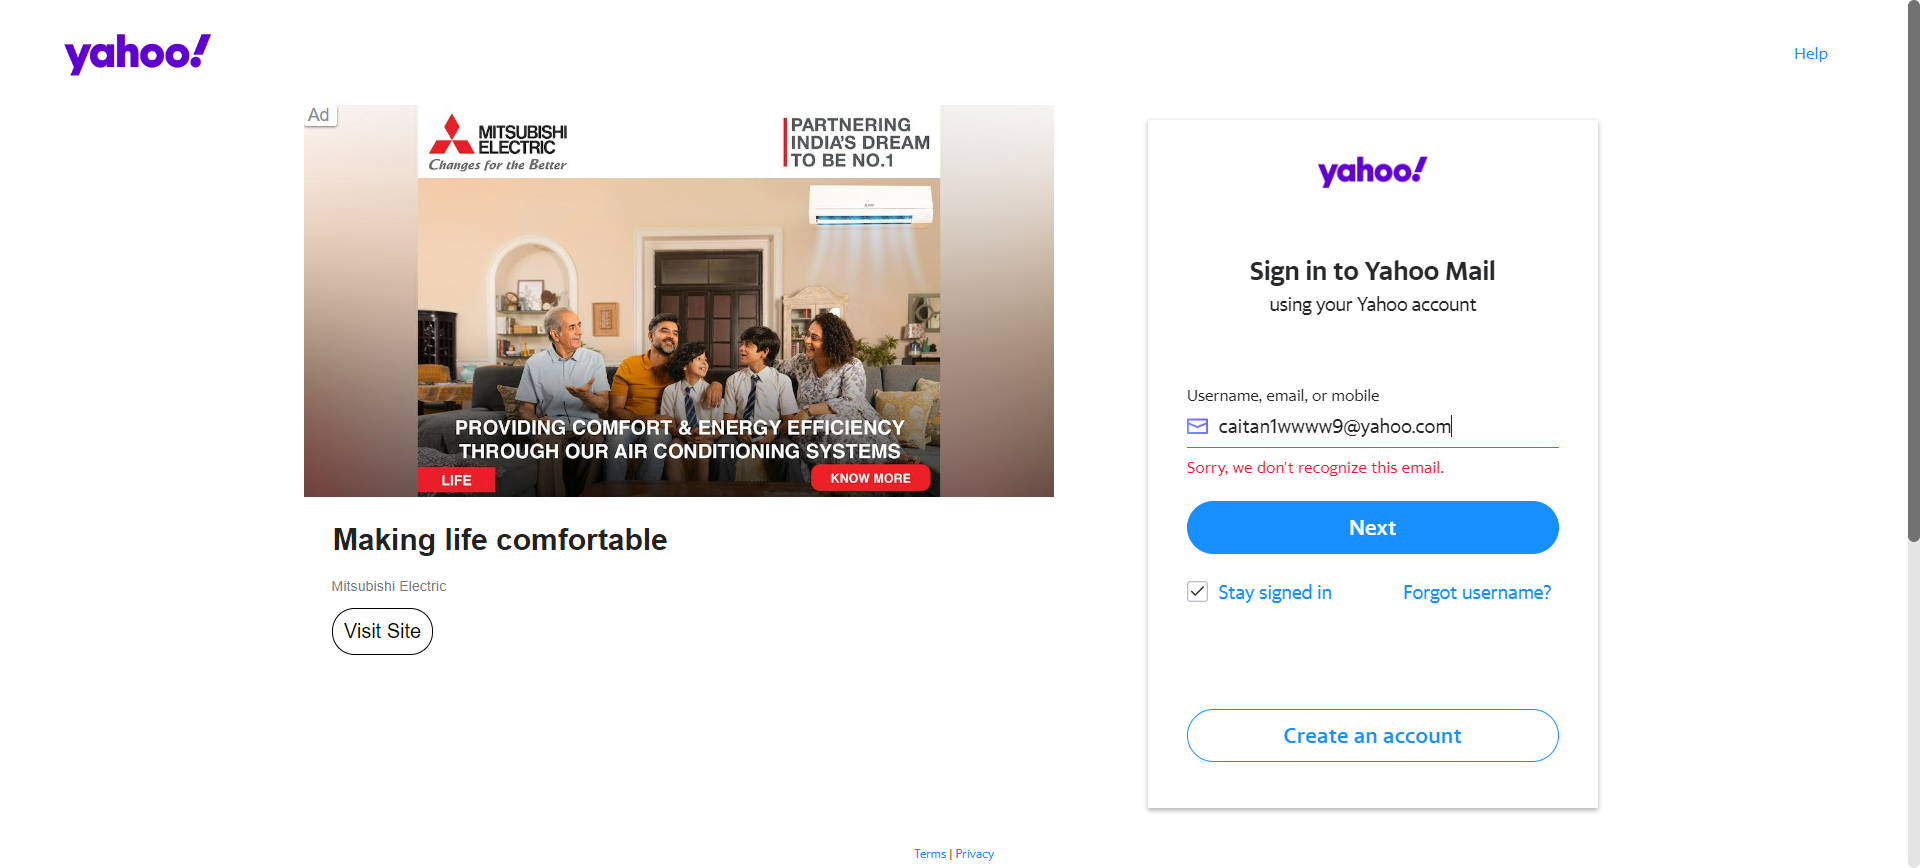 yahoo!
Help
Ad
MITSUBISHI
ELECTRIC
Changes for the Better
PARTNERING
INDIA'S DREAM
TO BE NO.1
PROVIDING COMFORT & ENERGY EFFICIENCY
THROUGH OUR AIR CONDITIONING SYSTEMS
LIFE
KNOW MORE
Making life comfortable
Mitsubishi Electric
Visit Site
yahoo!
Sign in to Yahoo Mail
using your Yahoo account
Username, email, or mobile
caitan1wwww9@yahoo.com
Sorry, we don't recognize this email.
Next
Stay signed in
Forgot username?
Create an account
Terms | Privacy